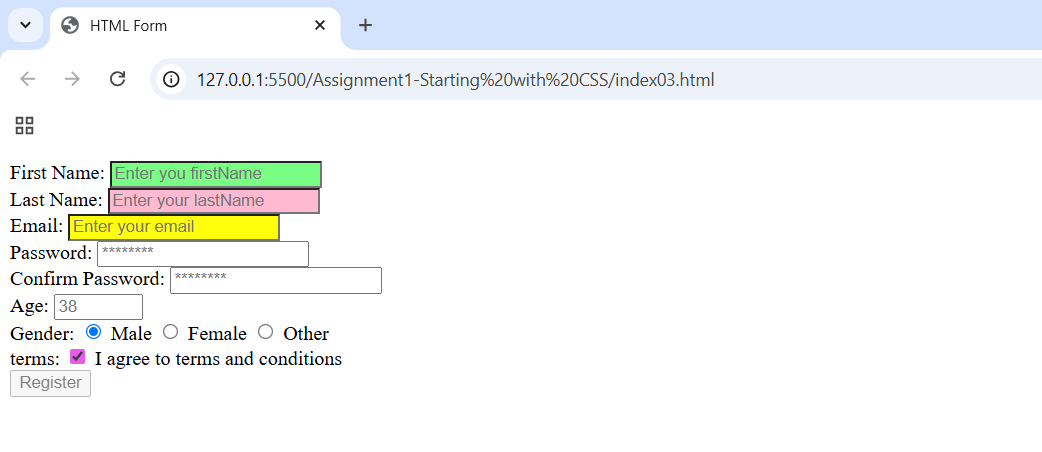 HTML Form
127.0.0.1:5500/Assignment1-Starting%20with%20CSS/index03.html
First Name: Enter you firstName
Last Name: Enter your lastName
Email: Enter your email
Password: ********
Confirm Password: ********
Age: 38
Gender: Male Female Other
terms: I agree to terms and conditions
Register